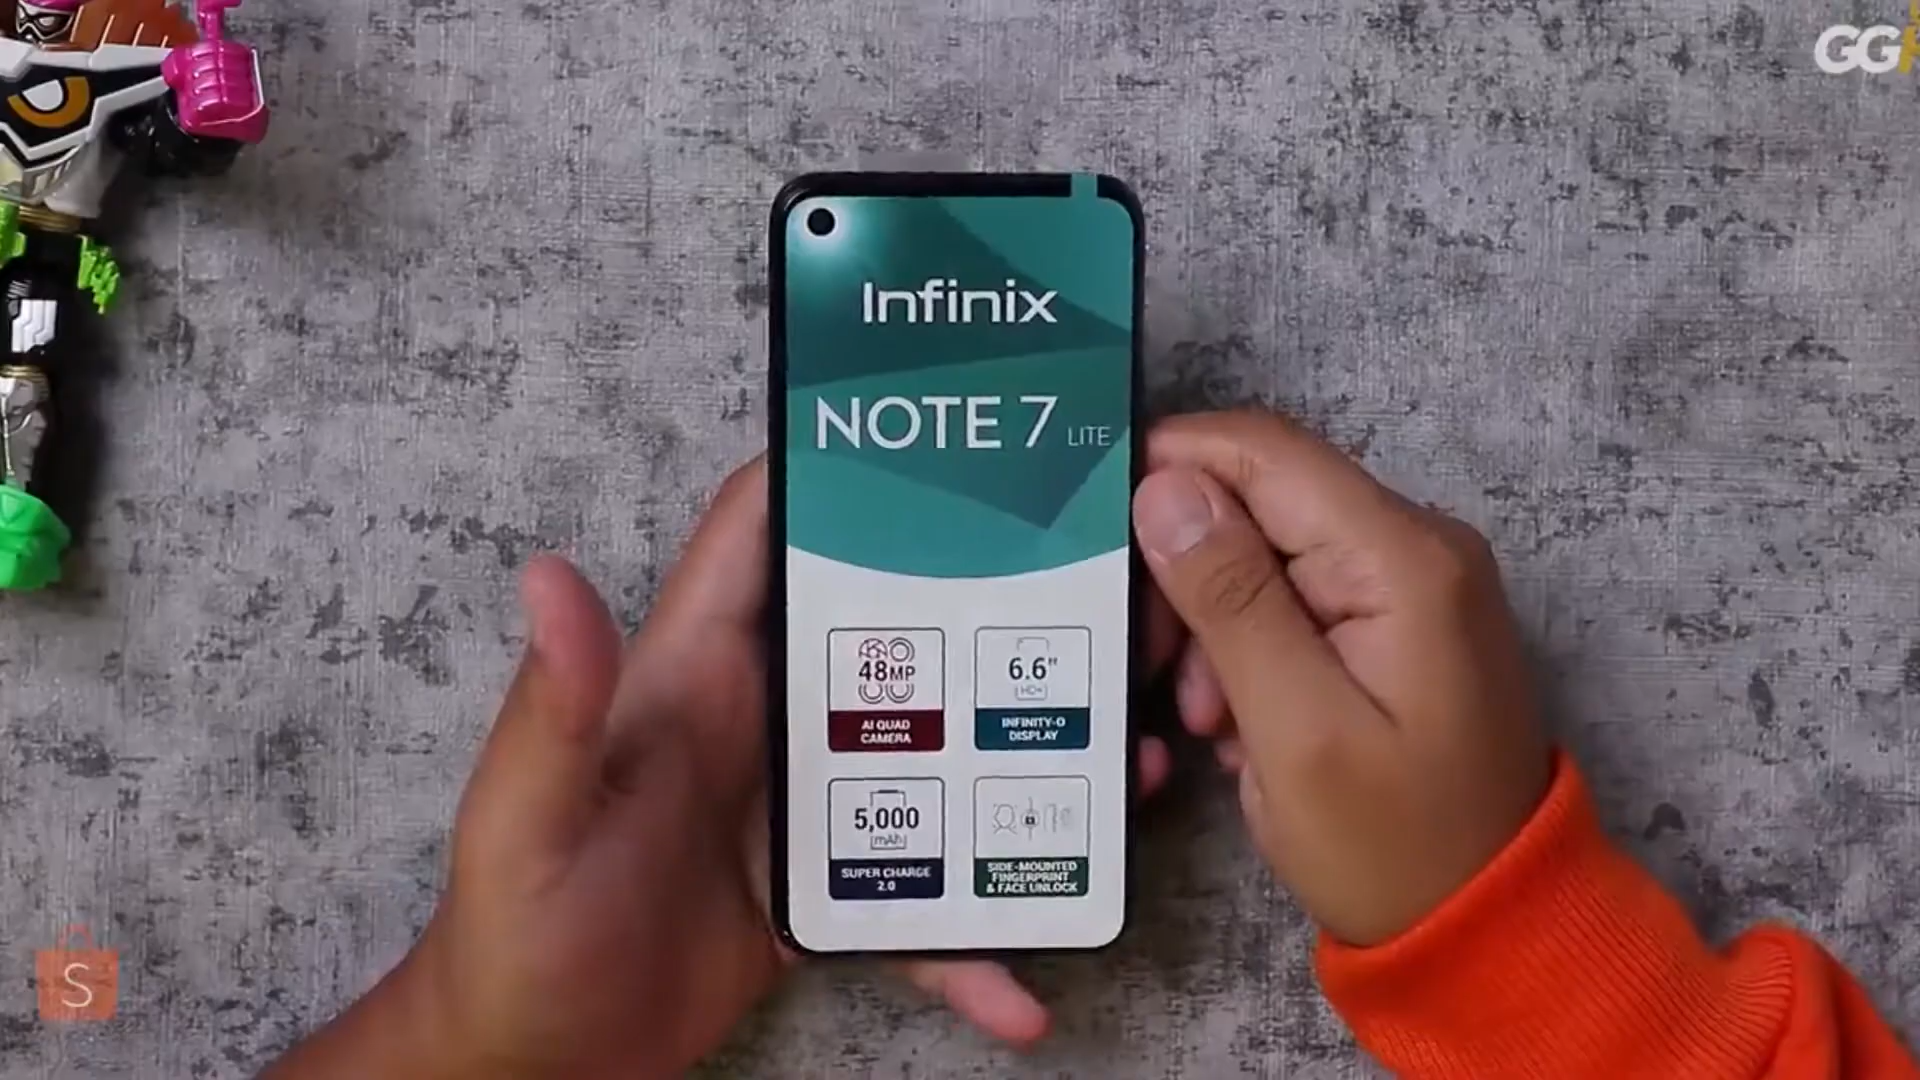 GG
Infinix
NOTE 7 LITE
48MP
AI QUAD
CAMERA
6.6"
HD+
INFINITY-O
DISPLAY
5,000
mAh
SUPER CHARGE
2.0
SIDE-MOUNTED
FINGERPRINT
& FACE UNLOCK
S